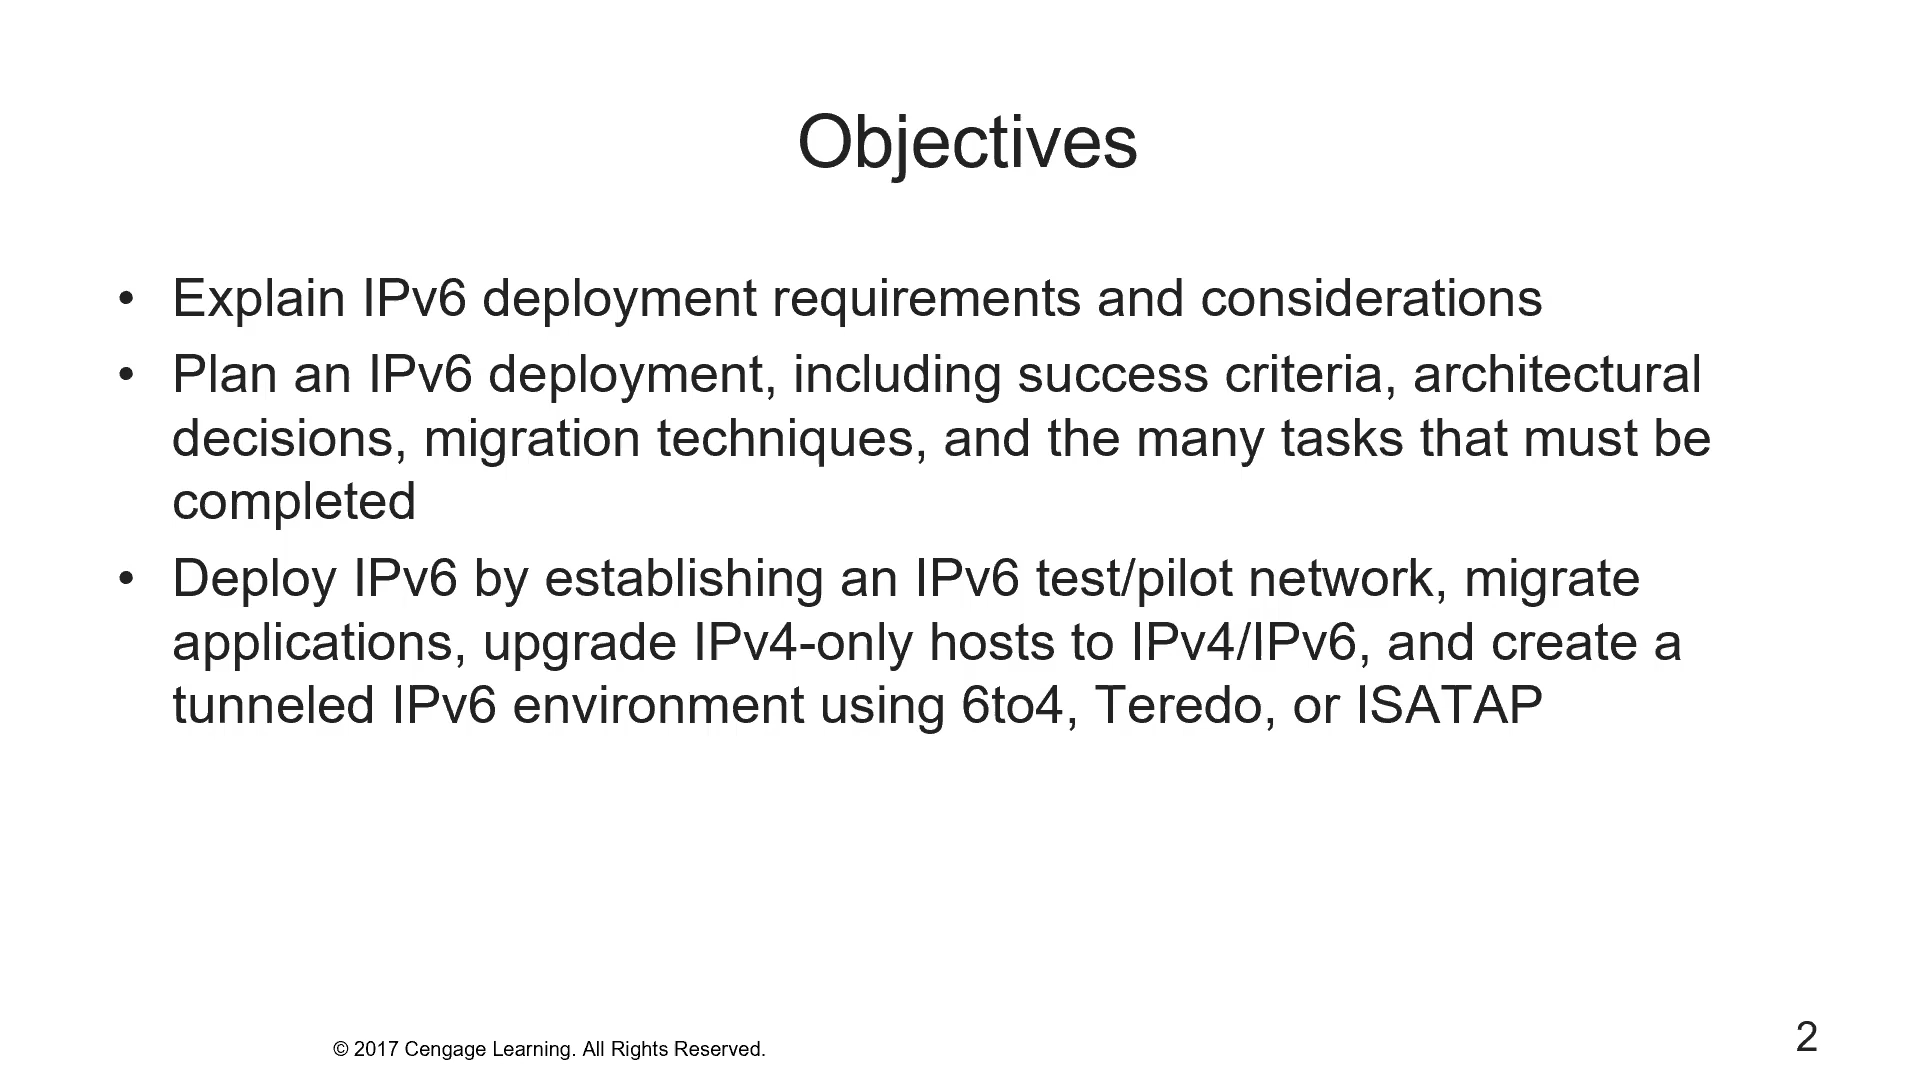 Objectives
• Explain IPv6 deployment requirements and considerations
• Plan an IPv6 deployment, including success criteria, architectural
decisions, migration techniques, and the many tasks that must be
completed
• Deploy IPv6 by establishing an IPv6 test/pilot network, migrate
applications, upgrade IPv4-only hosts to IPv4/IPv6, and create a
tunneled IPv6 environment using 6to4, Teredo, or ISATAP
© 2017 Cengage Learning. All Rights Reserved.
2